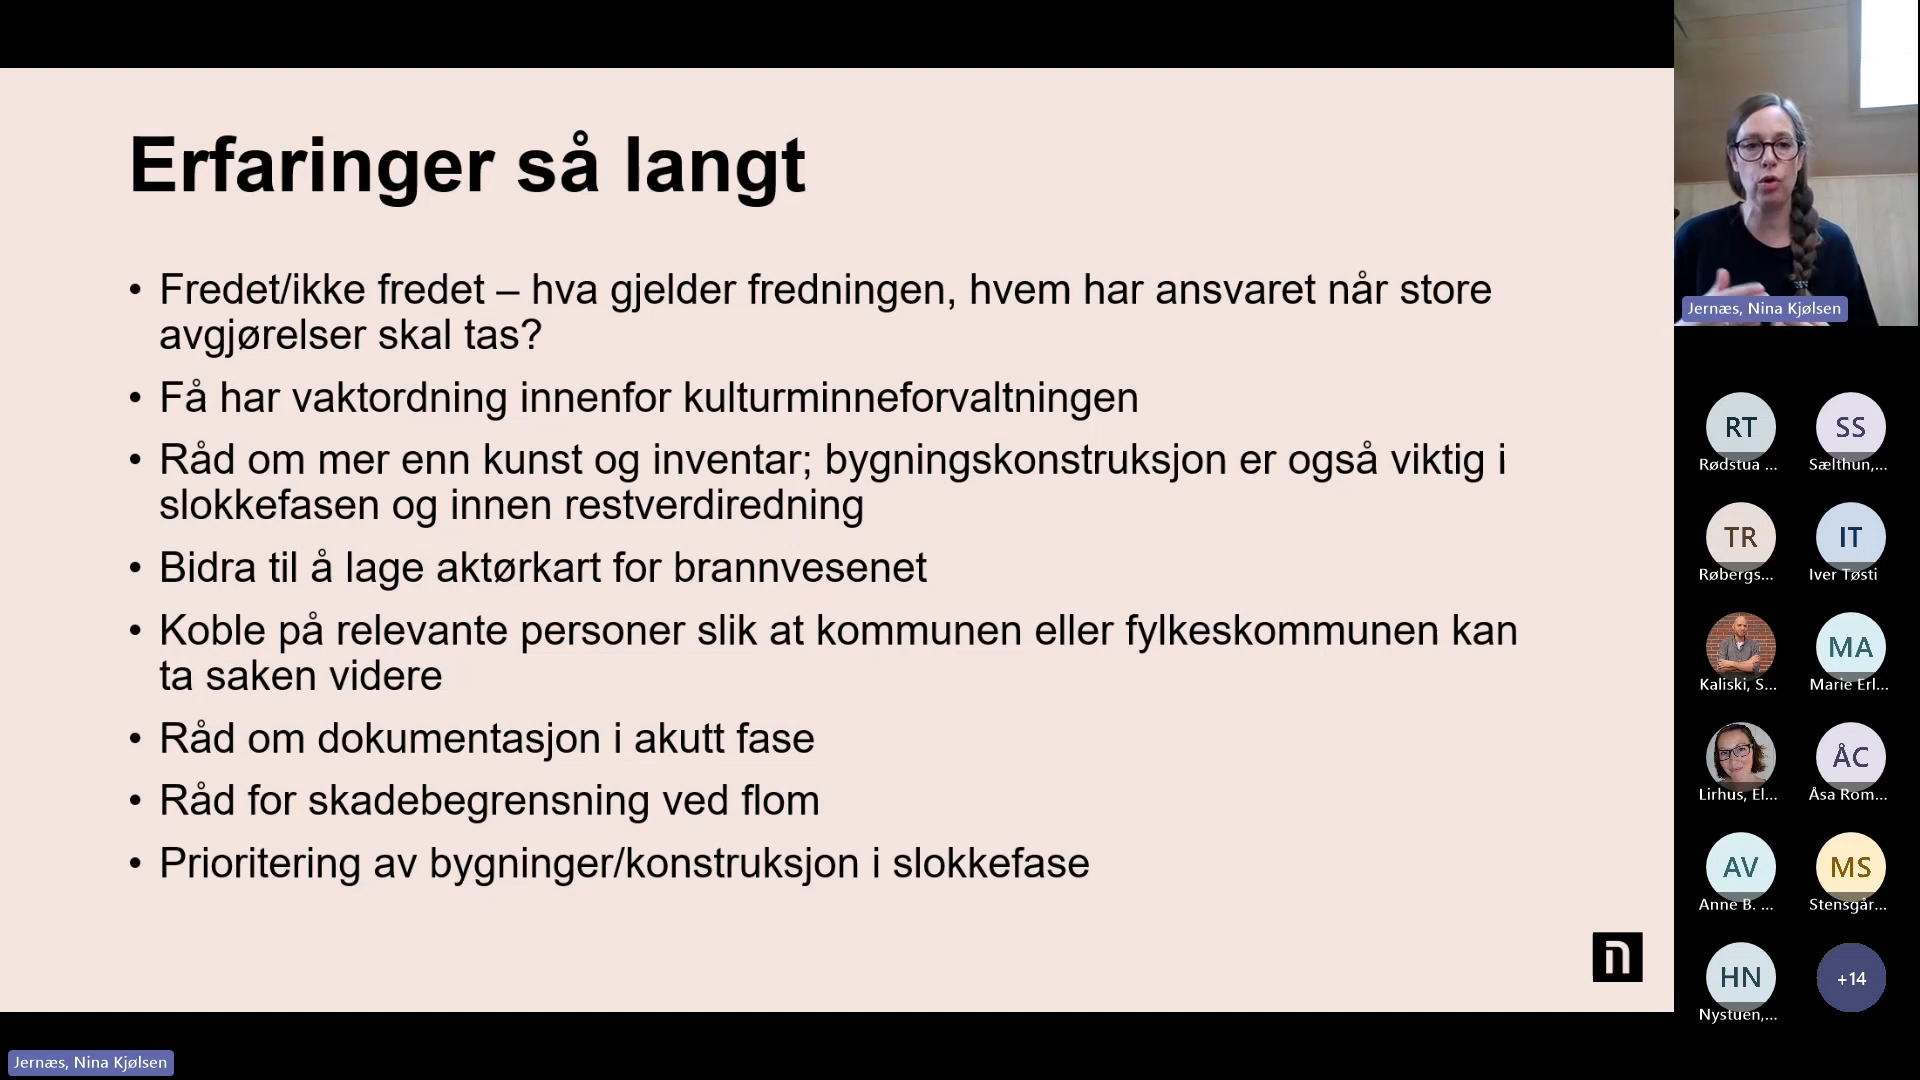 Erfaringer så langt
• Fredet/ikke fredet – hva gjelder fredningen, hvem har ansvaret når store
avgjørelser skal tas?
• Få har vaktordning innenfor kulturminneforvaltningen
• Råd om mer enn kunst og inventar; bygningskonstruksjon er også viktig i
slokkefasen og innen restverdiredning
• Bidra til å lage aktørkart for brannvesenet
• Koble på relevante personer slik at kommunen eller fylkeskommunen kan
ta saken videre
• Råd om dokumentasjon i akutt fase
• Råd for skadebegrensning ved flom
• Prioritering av bygninger/konstruksjon i slokkefase
n
Jernæs, Nina Kjølsen
Jernæs, Nina Kjølsen
RT
Rødstua ...
SS
Sælthun,...
TR
Røbergs...
IT
Iver Tøsti
Kaliski, S...
MA
Marie Erl...
Lirhus, El...
ÅC
Åsa Rom...
AV
Anne B. ...
MS
Stensgår...
HN
Nystuen,...
+14